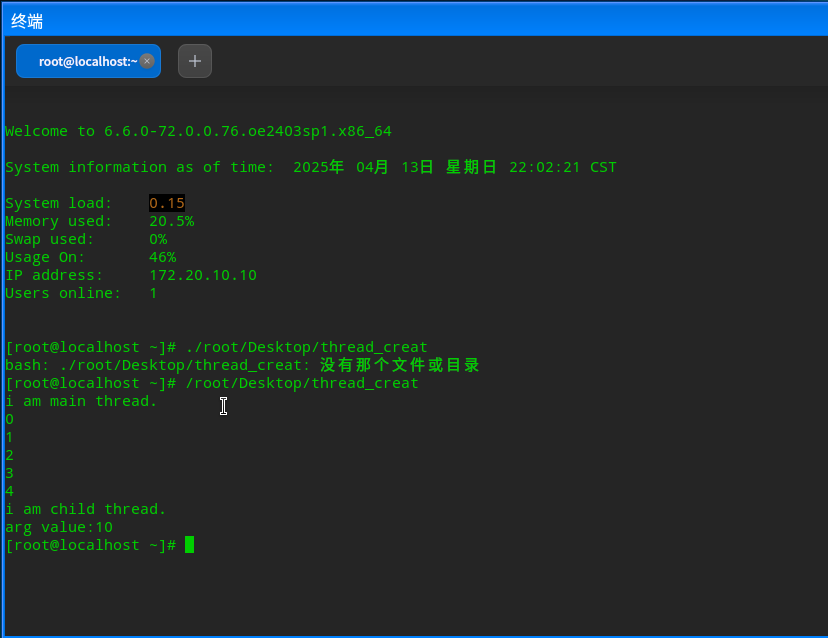 终端
root@localhost:~
Welcome to 6.6.0-72.0.0.76.oe2403sp1.x86_64
System information as of time:  2025年 04月 13日 星期日 22:02:21 CST
System load:    0.15
Memory used:    20.5%
Swap used:      0%
Usage On:       46%
IP address:     172.20.10.10
Users online:   1
[root@localhost ~]# ./root/Desktop/thread_creat
bash: ./root/Desktop/thread_creat: 没有那个文件或目录
[root@localhost ~]# /root/Desktop/thread_creat
i am main thread.
0
1
2
3
4
i am child thread.
arg value:10
[root@localhost ~]#